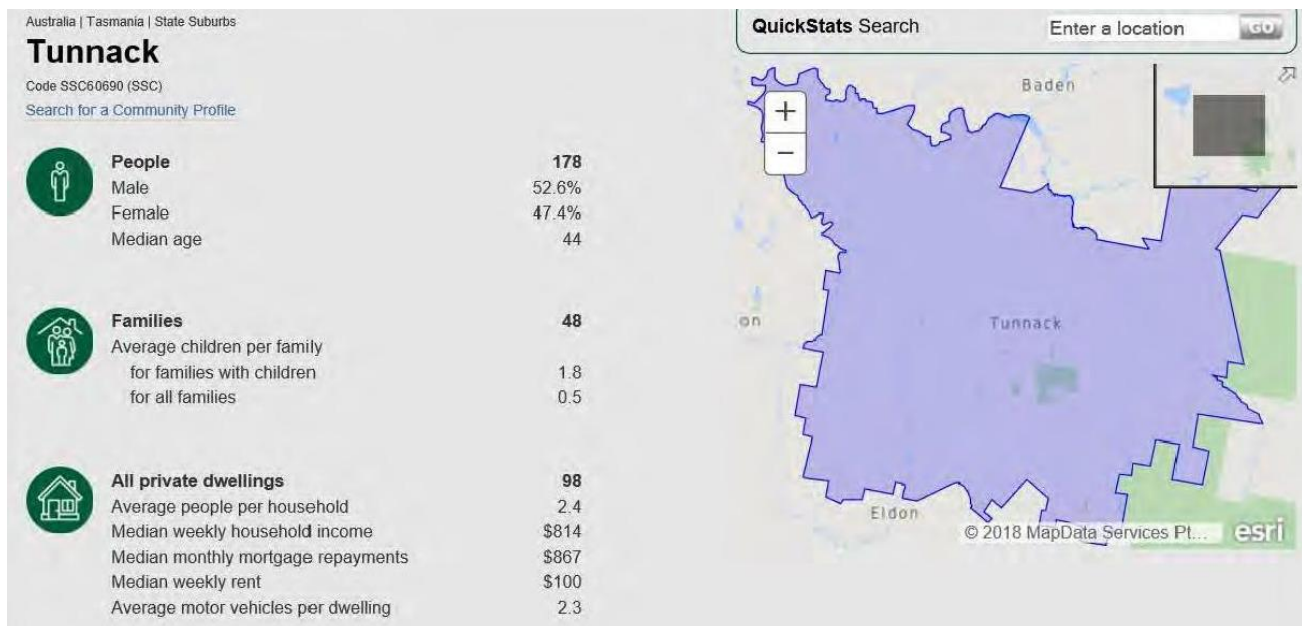 Australia | Tasmania | State Suburbs
Tunnack
Code SSC60690 (SSC)
Search for a Community Profile
People 178
Male 52.6%
Female 47.4%
Median age 44
Families 48
Average children per family
for families with children 1.8
for all families 0.5
All private dwellings 98
Average people per household 2.4
Median weekly household income $814
Median monthly mortgage repayments $867
Median weekly rent $100
Average motor vehicles per dwelling 2.3
QuickStats Search Enter a location GO
+
−
Baden
on
Tunnack
Eldon
© 2018 MapData Services Pt... esri